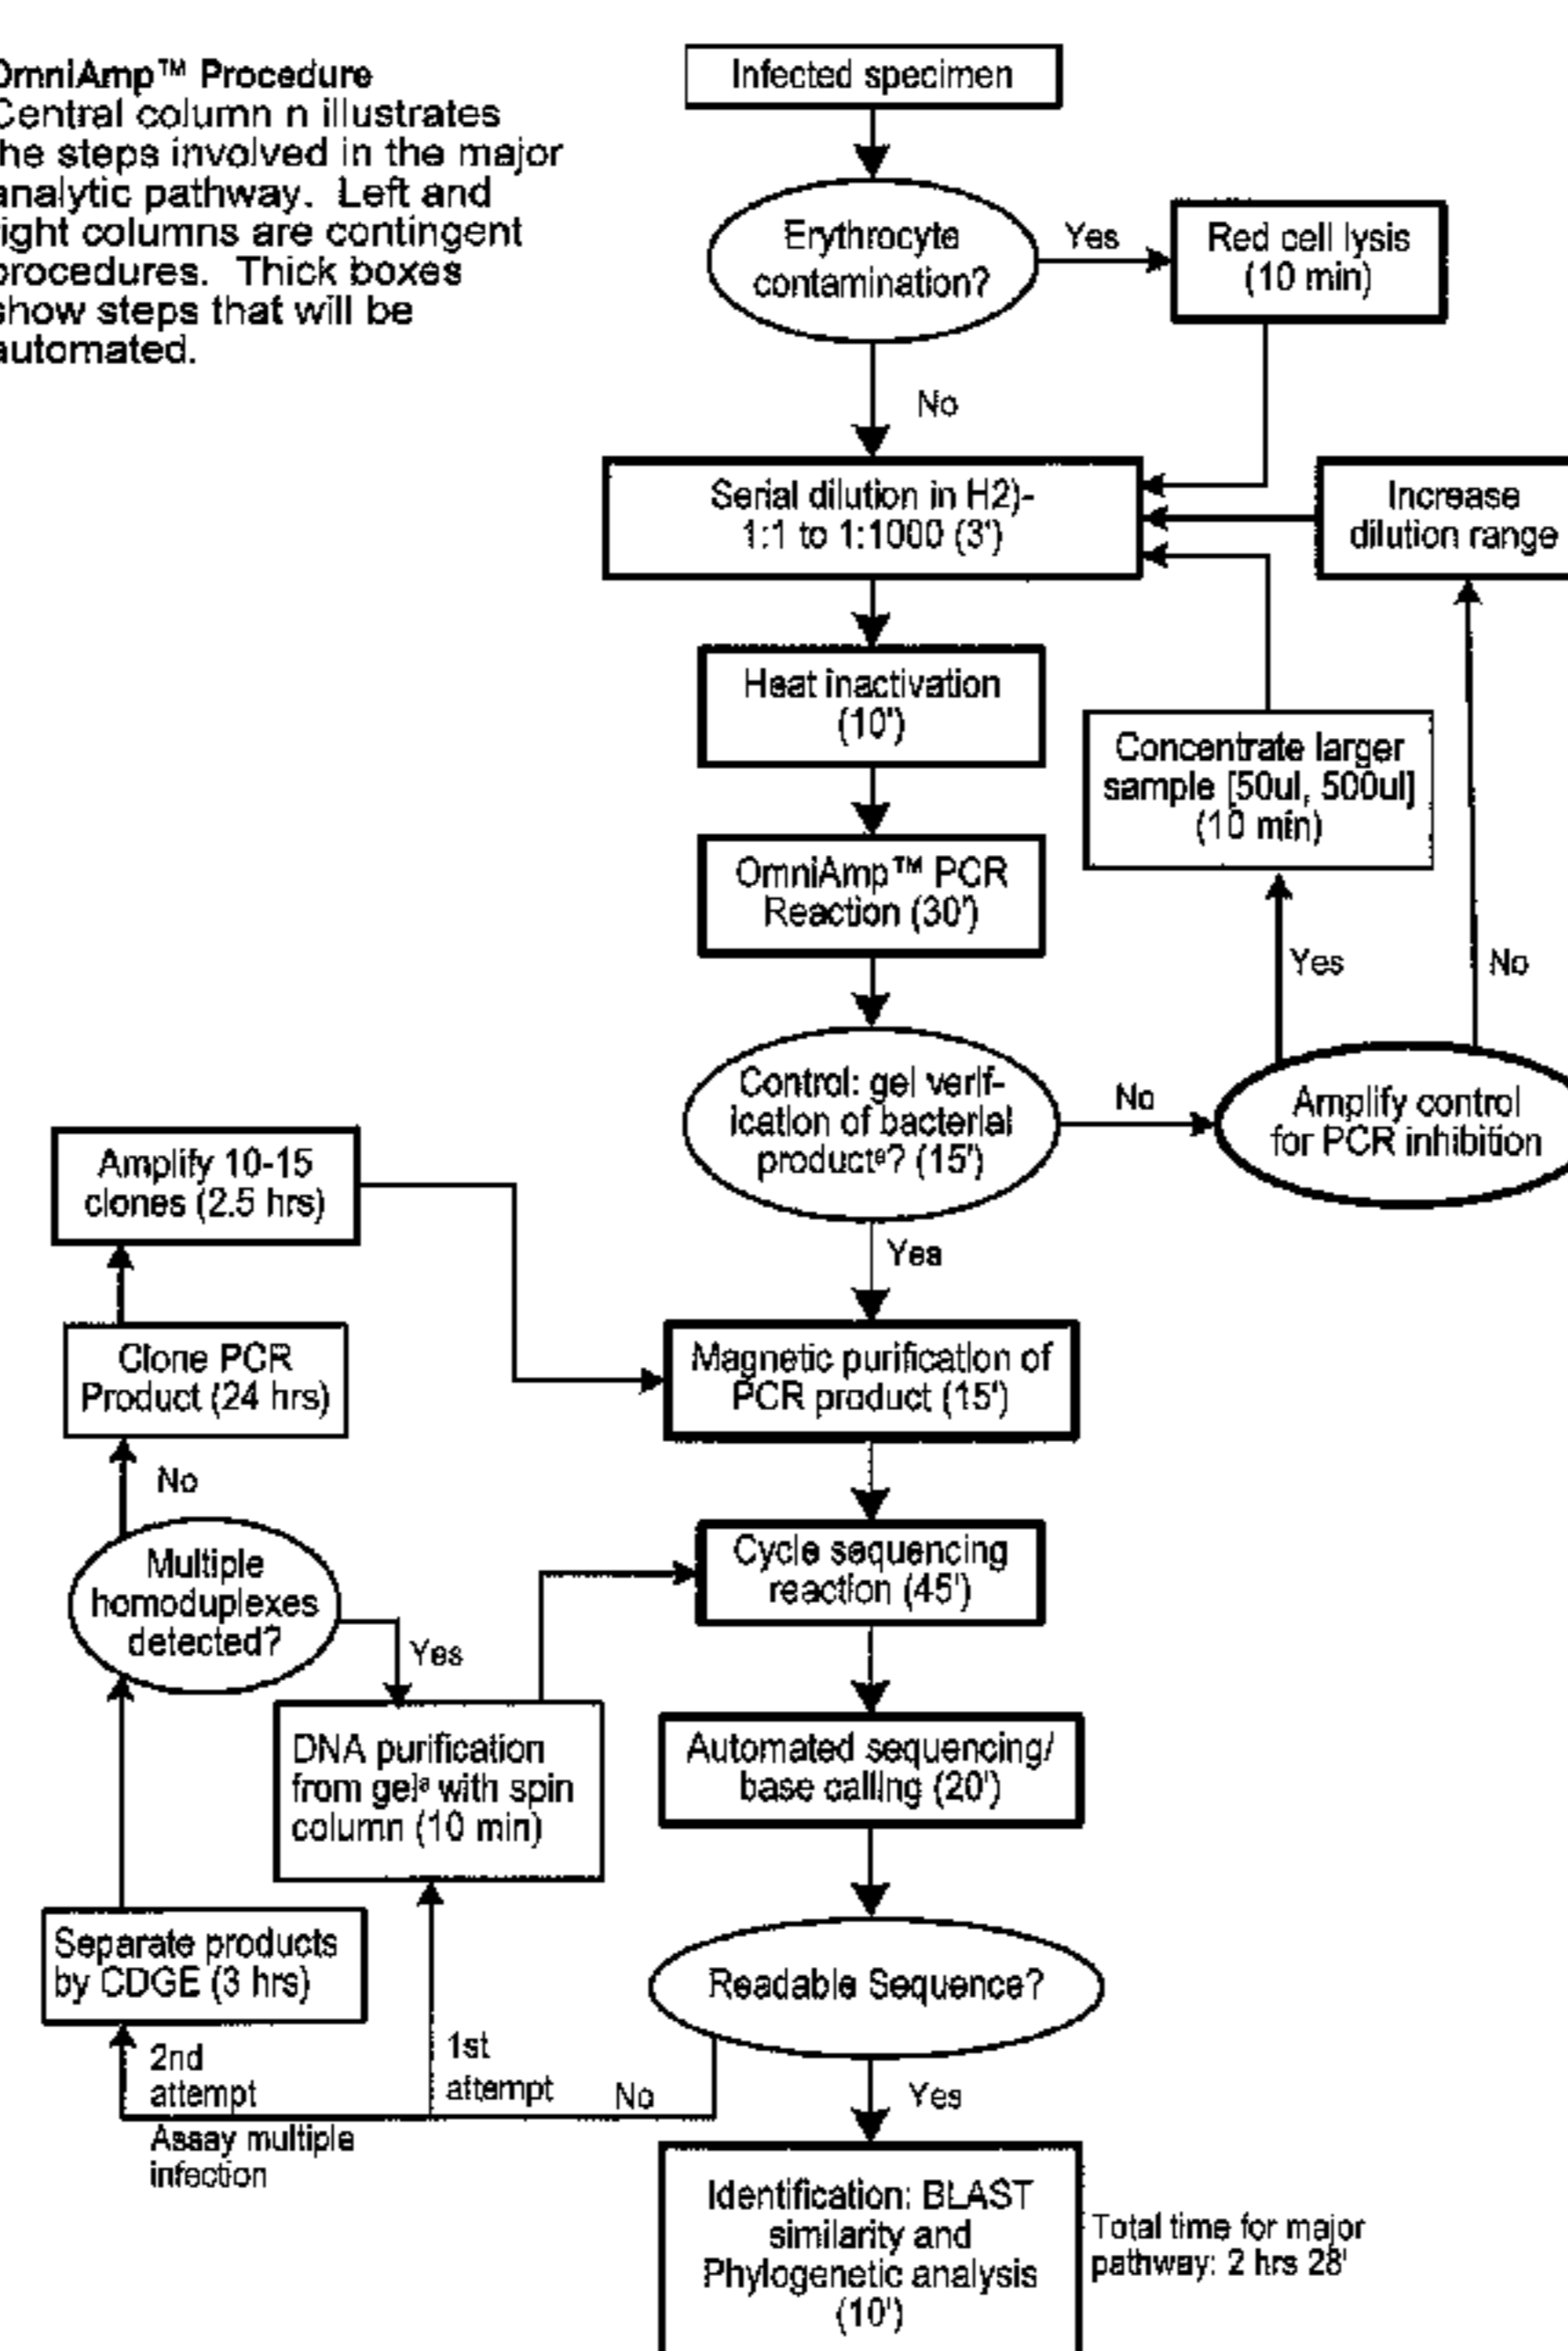 OmniAmp™ Procedure
Central column n illustrates
the steps involved in the major
analytic pathway. Left and
right columns are contingent
procedures. Thick boxes
show steps that will be
automated.
Infected specimen
Erythrocyte
contamination?
Yes
Red cell lysis
(10 min)
No
Serial dilution in H2)-
1:1 to 1:1000 (3')
Increase
dilution range
Heat inactivation
(10')
Concentrate larger
sample [50ul, 500ul]
(10 min)
OmniAmp™ PCR
Reaction (30')
Yes
No
Control: gel verif-
ication of bacterial
productª? (15')
No
Amplify control
for PCR inhibition
Amplify 10-15
clones (2.5 hrs)
Yes
Clone PCR
Product (24 hrs)
Magnetic purification of
PCR product (15')
No
Multiple
homoduplexes
detected?
Yes
Cycle sequencing
reaction (45')
DNA purification
from gelª with spin
column (10 min)
Automated sequencing/
base calling (20')
Separate products
by CDGE (3 hrs)
Readable Sequence?
2nd
attempt
1st
attempt
No
Yes
Assay multiple
infection
Identification: BLAST
similarity and
Phylogenetic analysis
(10')
Total time for major
pathway: 2 hrs 28'